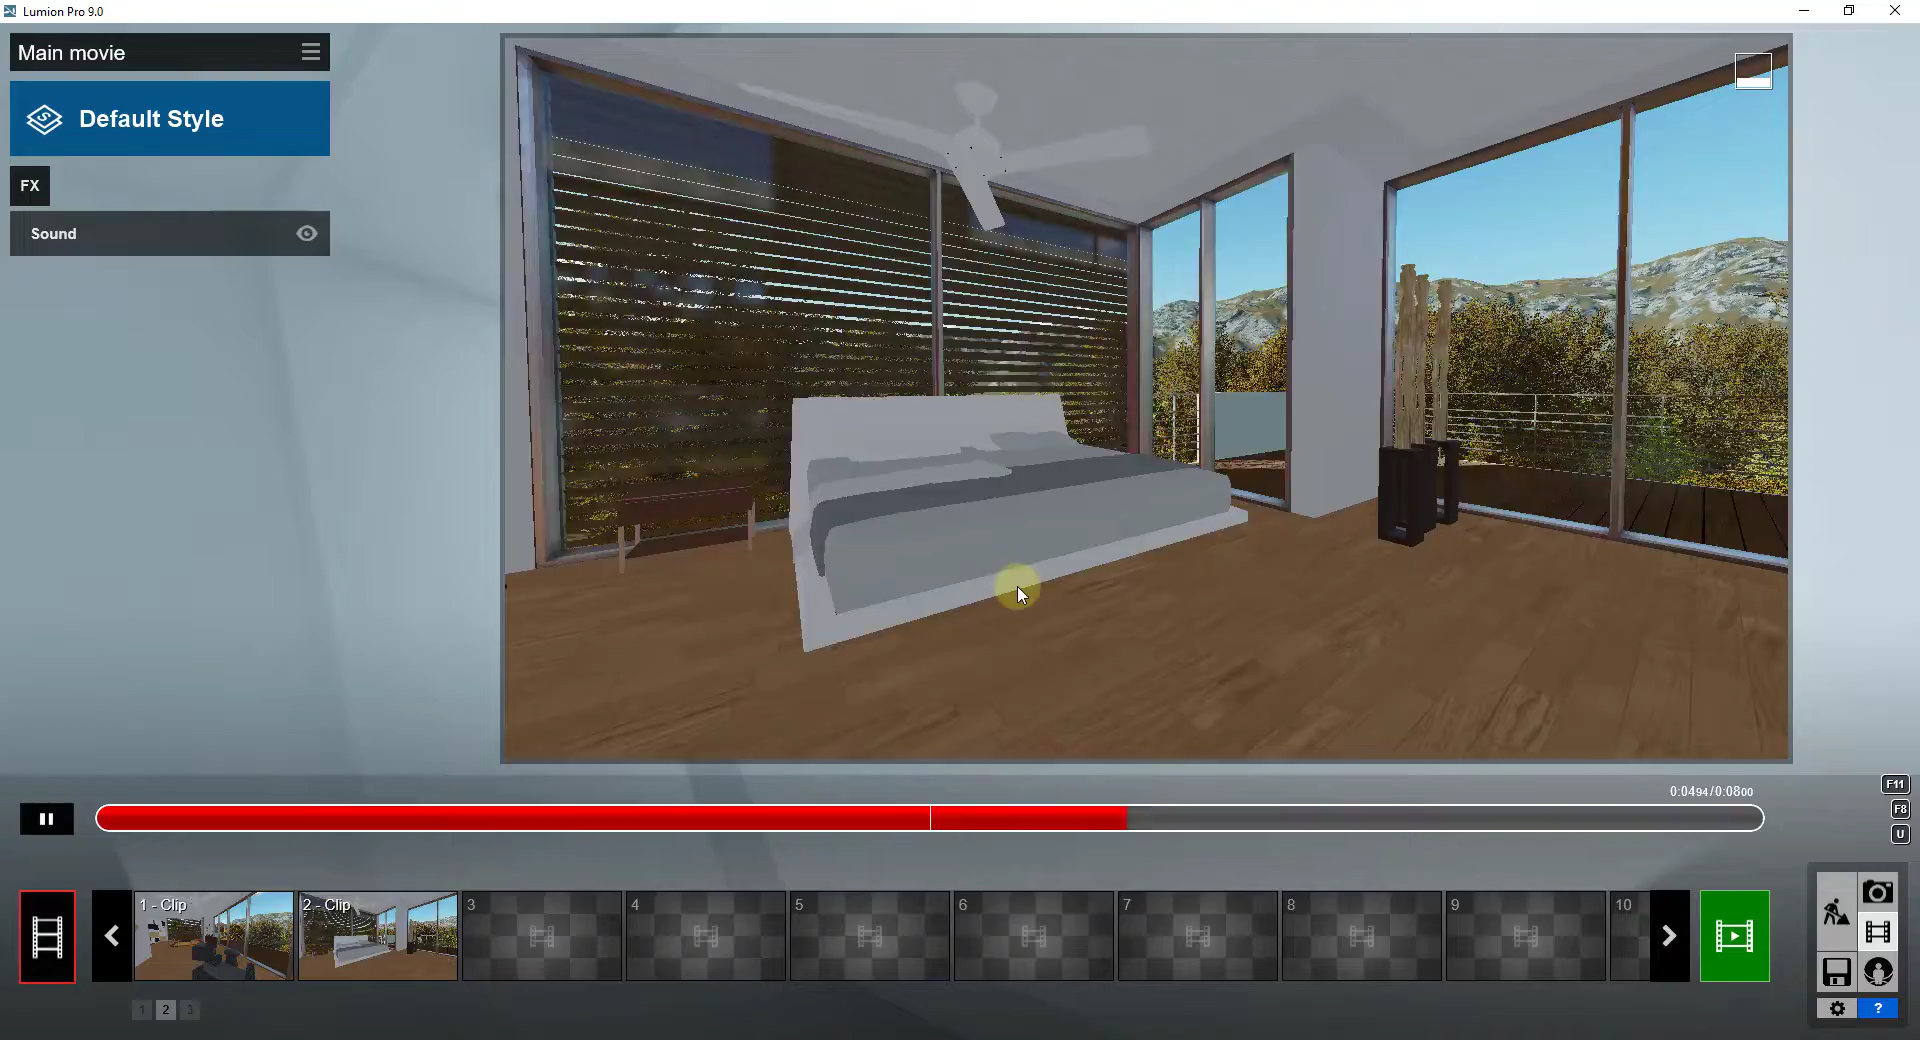 Lumion Pro 9.0
Main movie
Default Style
FX
Sound
0:0494/0:0800
F11
F8
U
1 - Clip
2 - Clip
3
4
5
6
7
8
9
10
1
2
3
?